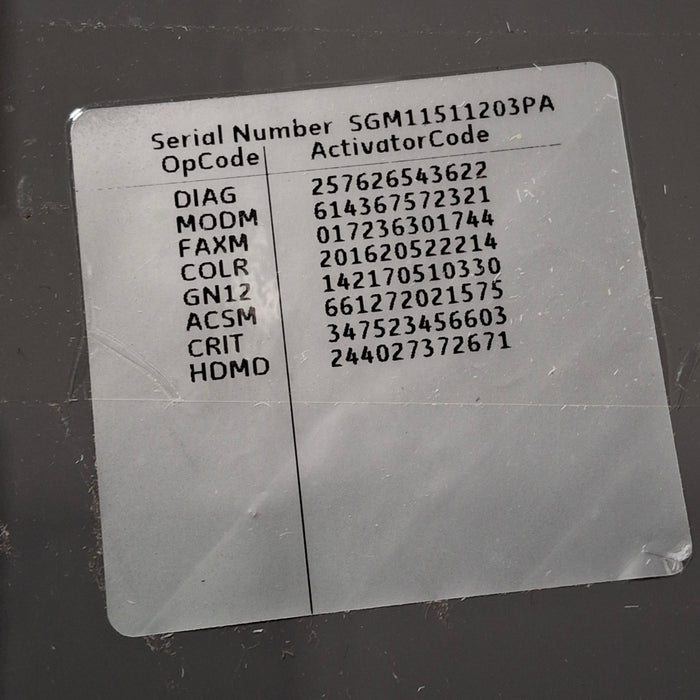 Serial Number SGM11511203PA
OpCode ActivatorCode
DIAG 257626543622
MODM 614367572321
FAXM 017236301744
COLR 201620522214
GN12 142170510330
ACSM 661272021575
CRIT 347523456603
HDMD 244027372671